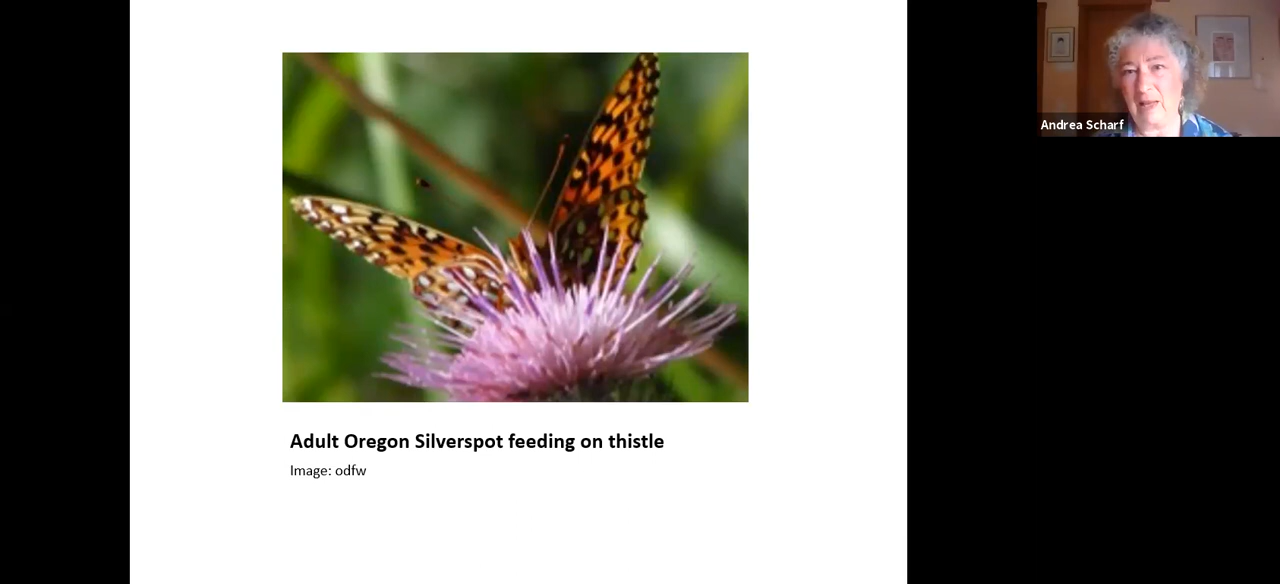 Andrea Scharf
Adult Oregon Silverspot feeding on thistle
Image: odfw